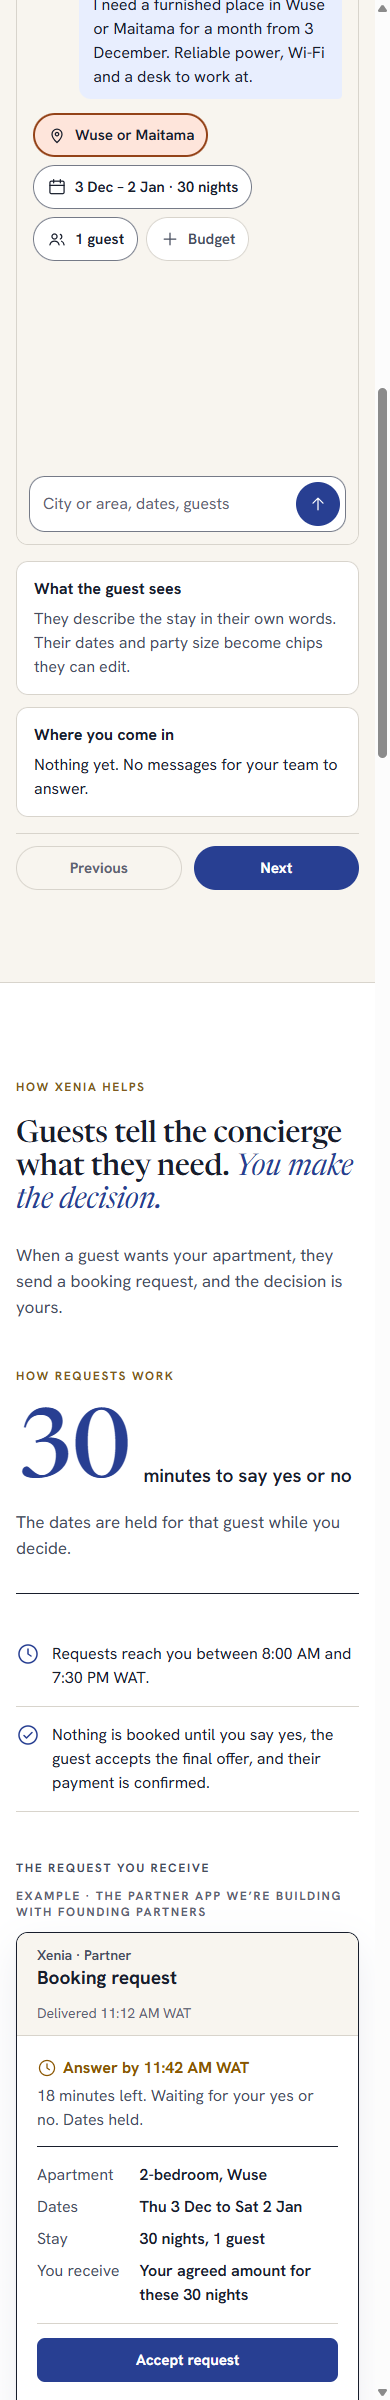 I need a furnished place in Wuse
or Maitama for a month from 3
December. Reliable power, Wi-Fi
and a desk to work at.
Wuse or Maitama
3 Dec – 2 Jan · 30 nights
1 guest
Budget
City or area, dates, guests
What the guest sees
They describe the stay in their own words.
Their dates and party size become chips
they can edit.
Where you come in
Nothing yet. No messages for your team to
answer.
Previous
Next
HOW XENIA HELPS
Guests tell the concierge
what they need. You make
the decision.
When a guest wants your apartment, they
send a booking request, and the decision is
yours.
HOW REQUESTS WORK
30 minutes to say yes or no
The dates are held for that guest while you
decide.
Requests reach you between 8:00 AM and
7:30 PM WAT.
Nothing is booked until you say yes, the
guest accepts the final offer, and their
payment is confirmed.
THE REQUEST YOU RECEIVE
EXAMPLE · THE PARTNER APP WE’RE BUILDING
WITH FOUNDING PARTNERS
Xenia · Partner
Booking request
Delivered 11:12 AM WAT
Answer by 11:42 AM WAT
18 minutes left. Waiting for your yes or
no. Dates held.
Apartment 2-bedroom, Wuse
Dates Thu 3 Dec to Sat 2 Jan
Stay 30 nights, 1 guest
You receive Your agreed amount for
these 30 nights
Accept request